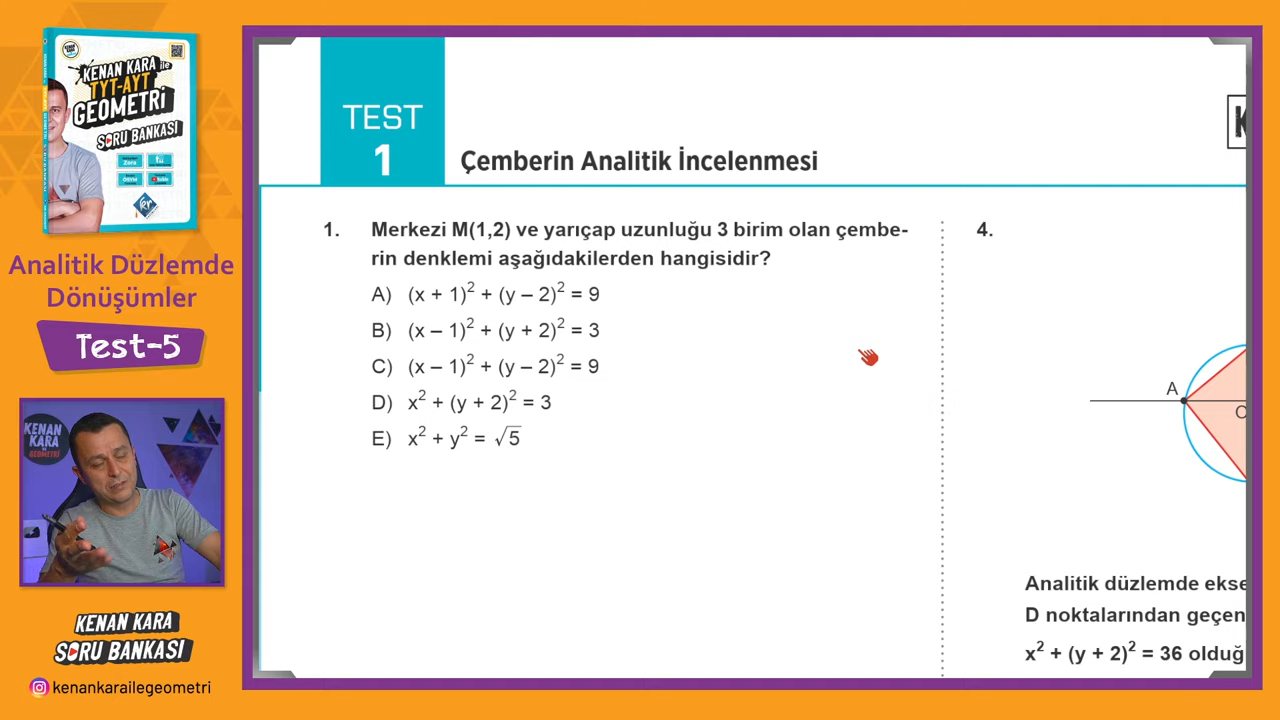 KENAN KARA ile
TYT-AYT
GEOMETRİ
SORU BANKASI
Analitik Düzlemde
Dönüşümler
Test-5
KENAN
KARA
GEOMETRİ
KENAN KARA
SORU BANKASI
kenankarailegeometri
TEST
1
Çemberin Analitik İncelenmesi
K
1. Merkezi M(1,2) ve yarıçap uzunluğu 3 birim olan çembe-
rin denklemi aşağıdakilerden hangisidir?
A) (x + 1)² + (y – 2)² = 9
B) (x – 1)² + (y + 2)² = 3
C) (x – 1)² + (y – 2)² = 9
D) x² + (y + 2)² = 3
E) x² + y² = √5
4.
A
Analitik düzlemde ekse
D noktalarından geçen
x² + (y + 2)² = 36 olduğ